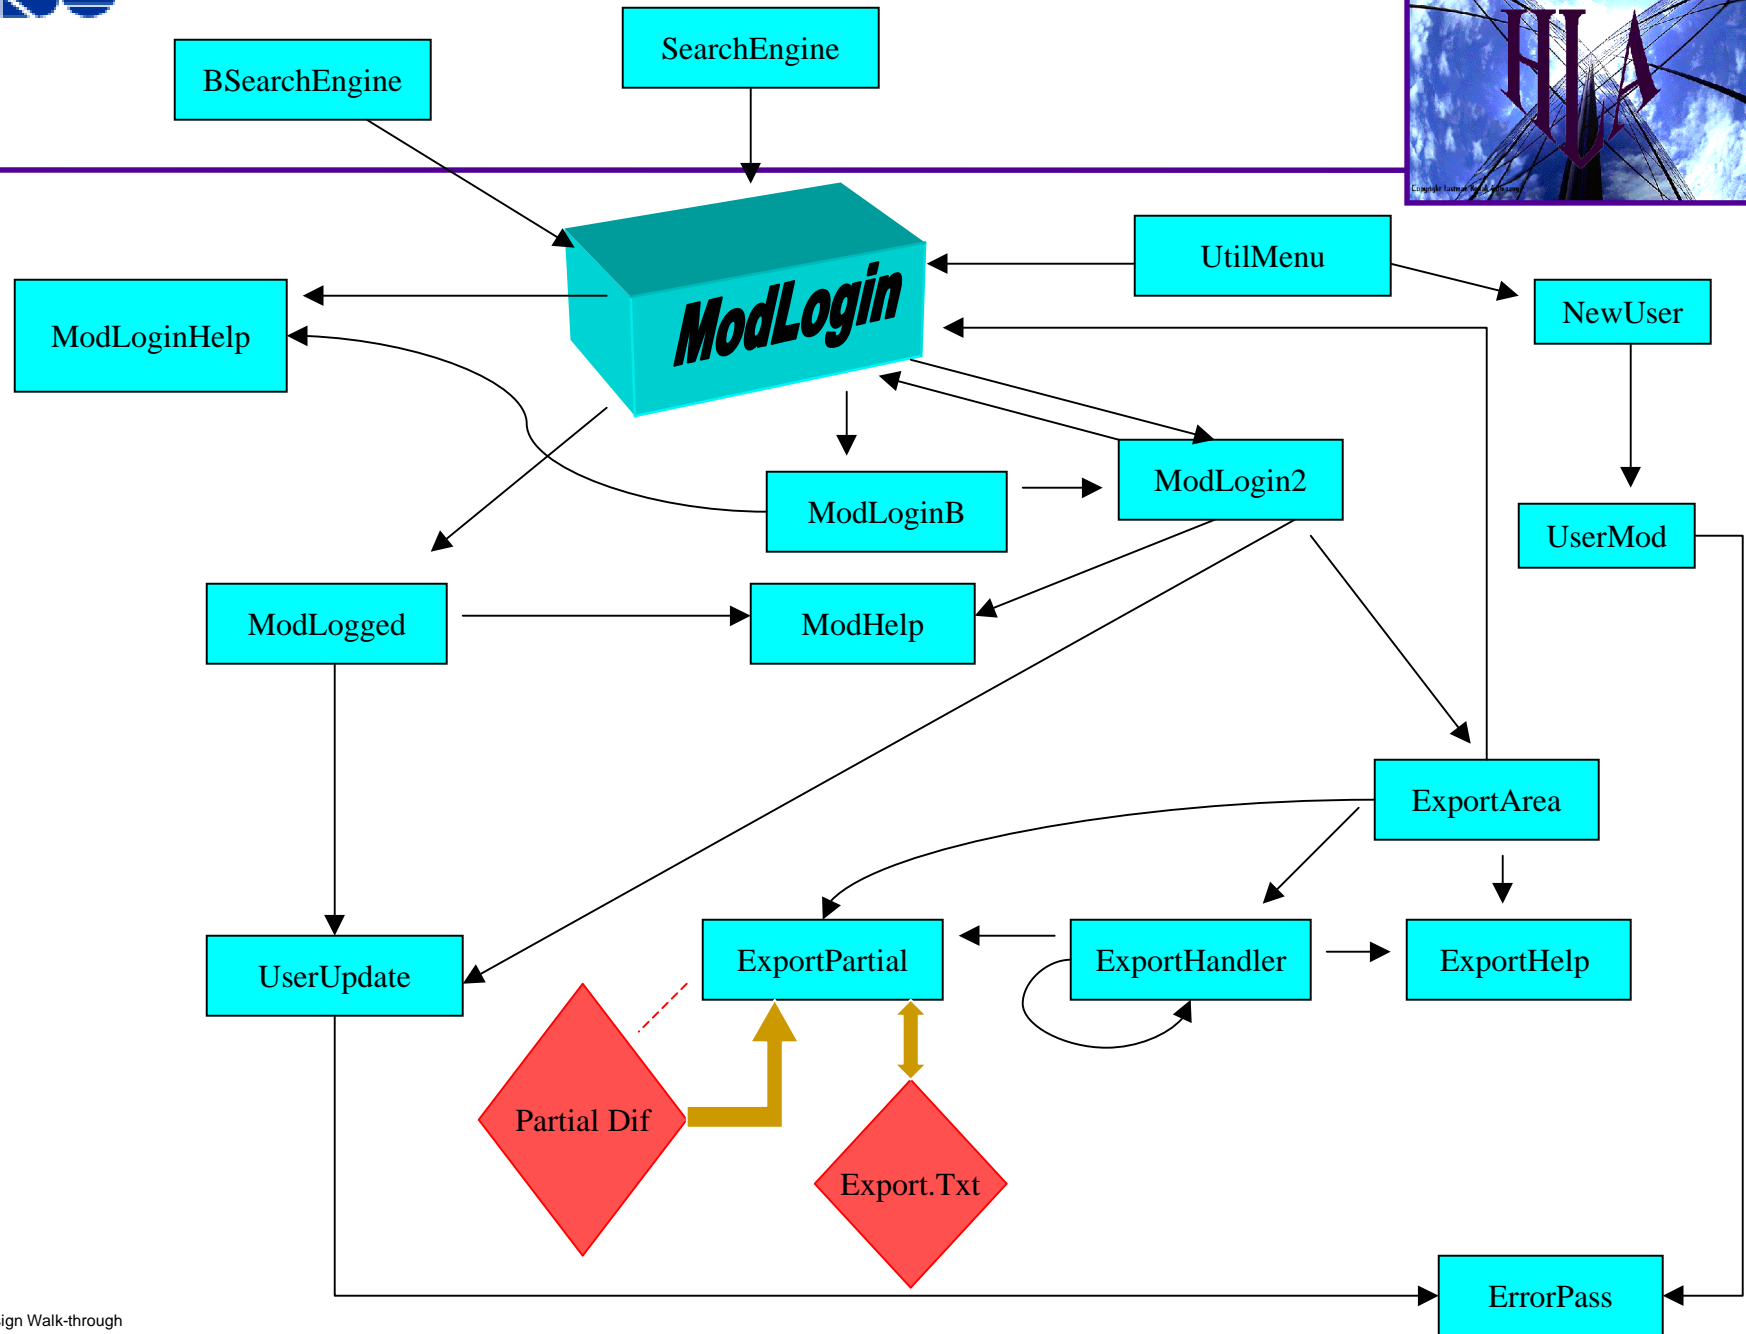 SearchEngine
BSearchEngine
HLA
UtilMenu
NewUser
ModLogin
ModLoginHelp
ModLogin2
ModLoginB
UserMod
ModLogged
ModHelp
ExportArea
ExportPartial
ExportHandler
ExportHelp
UserUpdate
Partial Dif
Export.Txt
ErrorPass
ign Walk-through